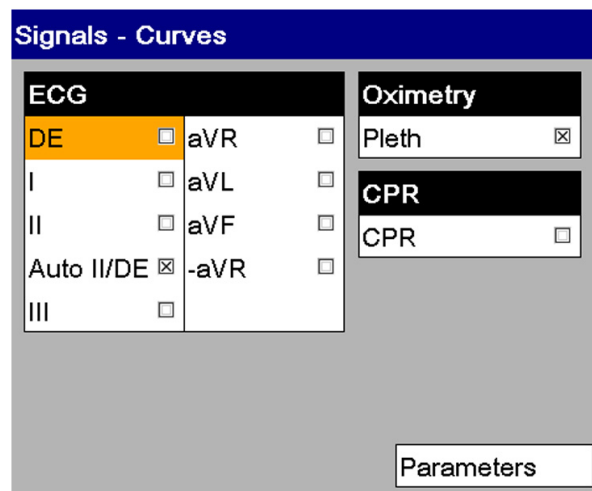 Signals - Curves
ECG
DE
aVR
I
aVL
II
aVF
Auto II/DE
-aVR
III
Oximetry
Pleth
CPR
CPR
Parameters